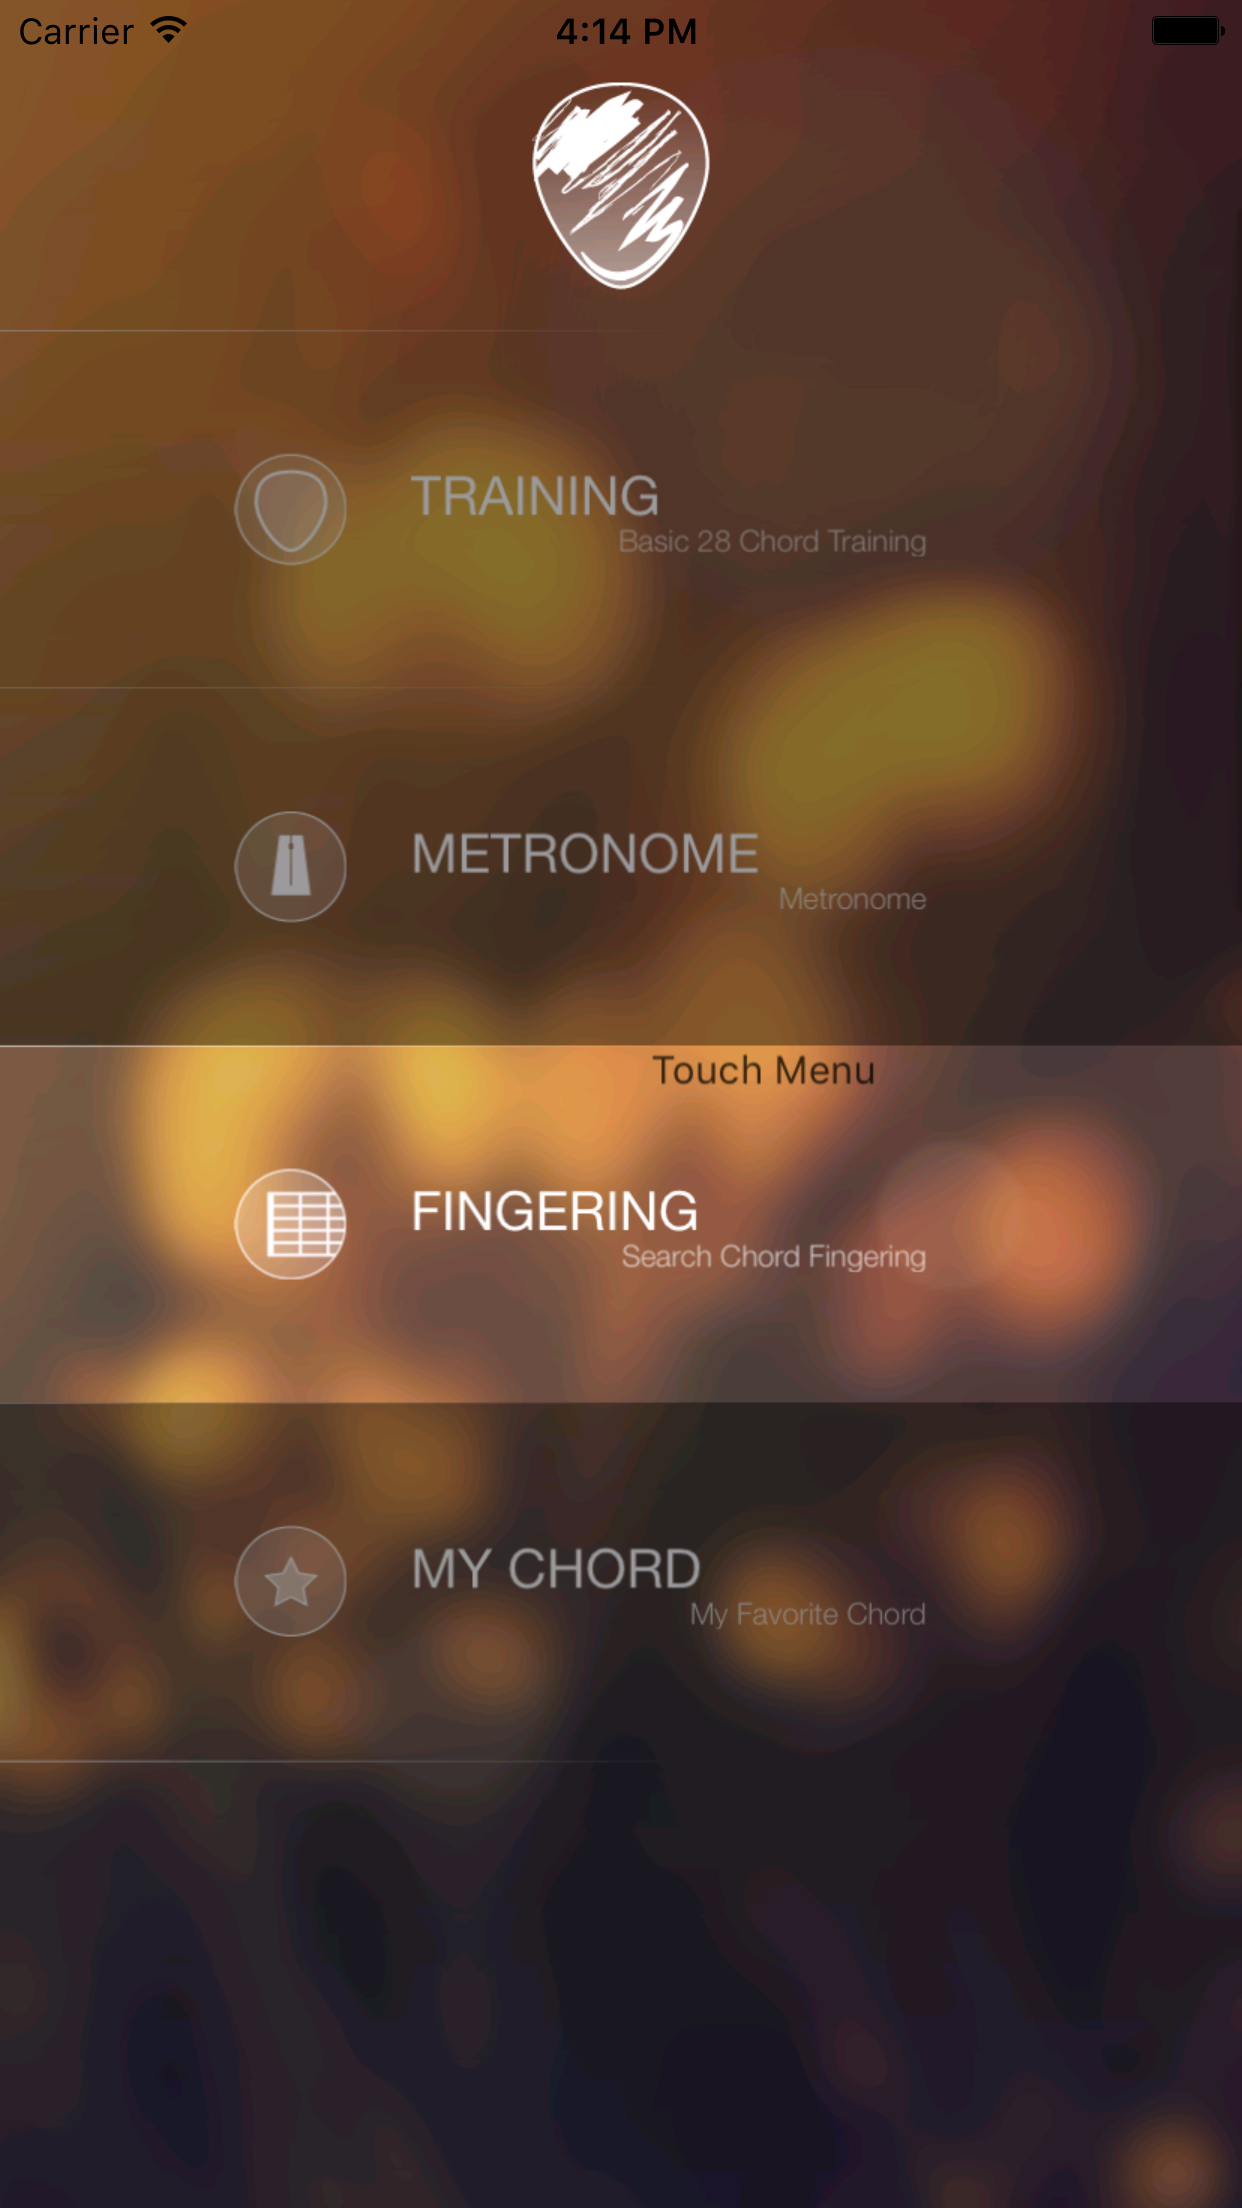 Carrier 4:14 PM
TRAINING
Basic 28 Chord Training
METRONOME
Metronome
Touch Menu
FINGERING
Search Chord Fingering
MY CHORD
My Favorite Chord